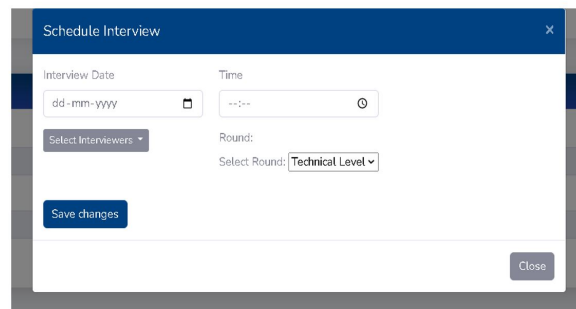 Schedule Interview ×
Interview Date Time
dd-mm-yyyy --:--
Select Interviewers Round:
Select Round: Technical Level
Save changes
Close